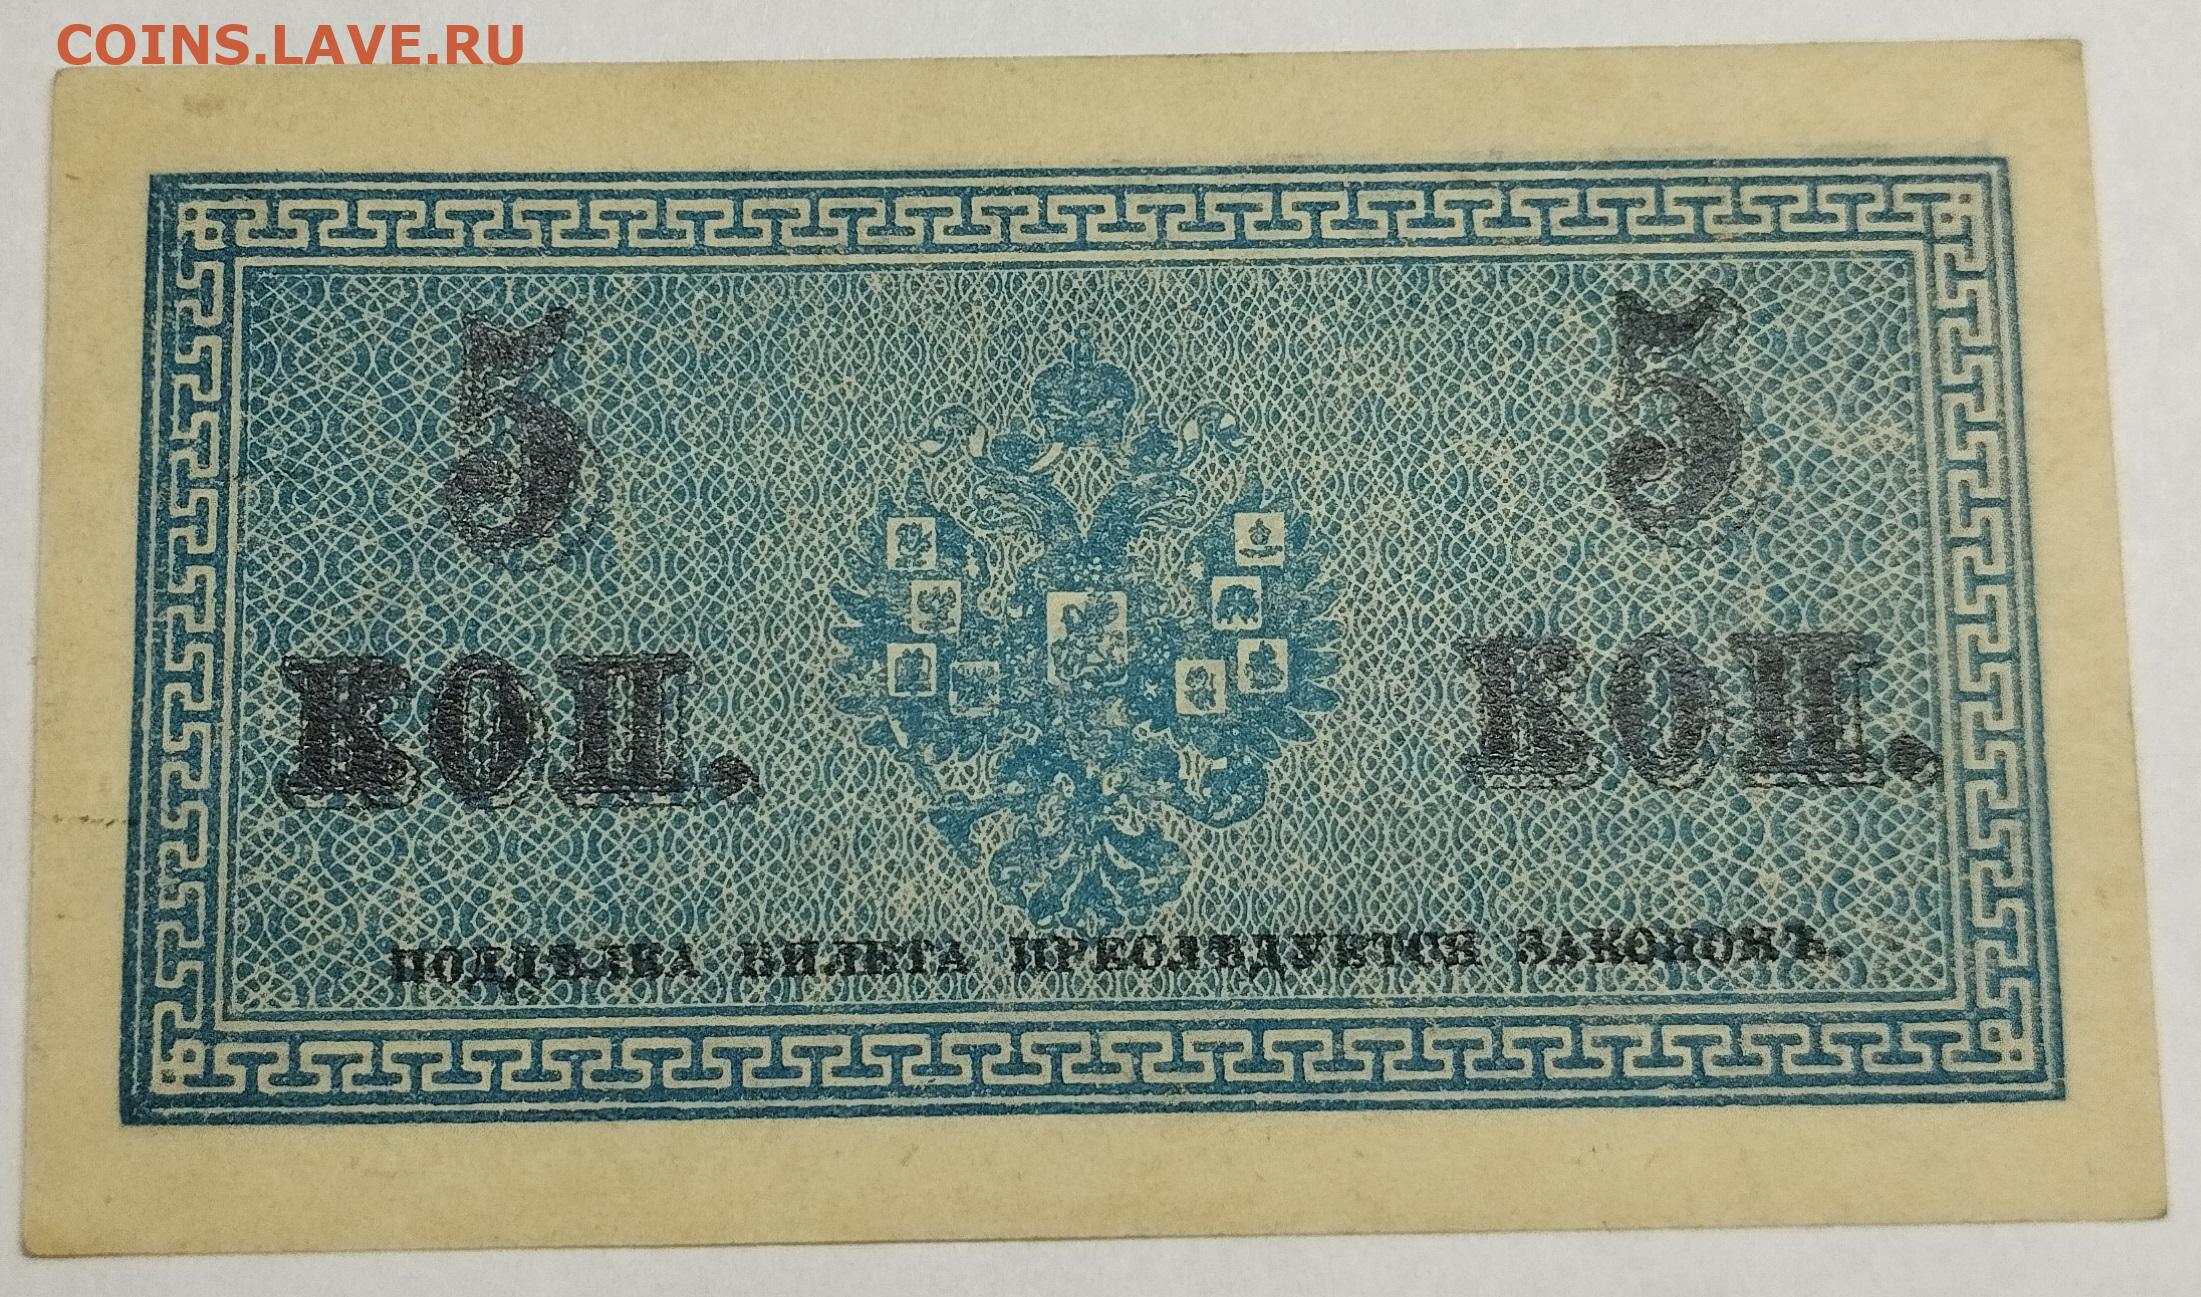 COINS.LAVE.RU
5 5
КОП. КОП.
ПОДДѢЛКА БИЛЕТА ПРЕСЛѢДУЕТСЯ ЗАКОНОМЪ.